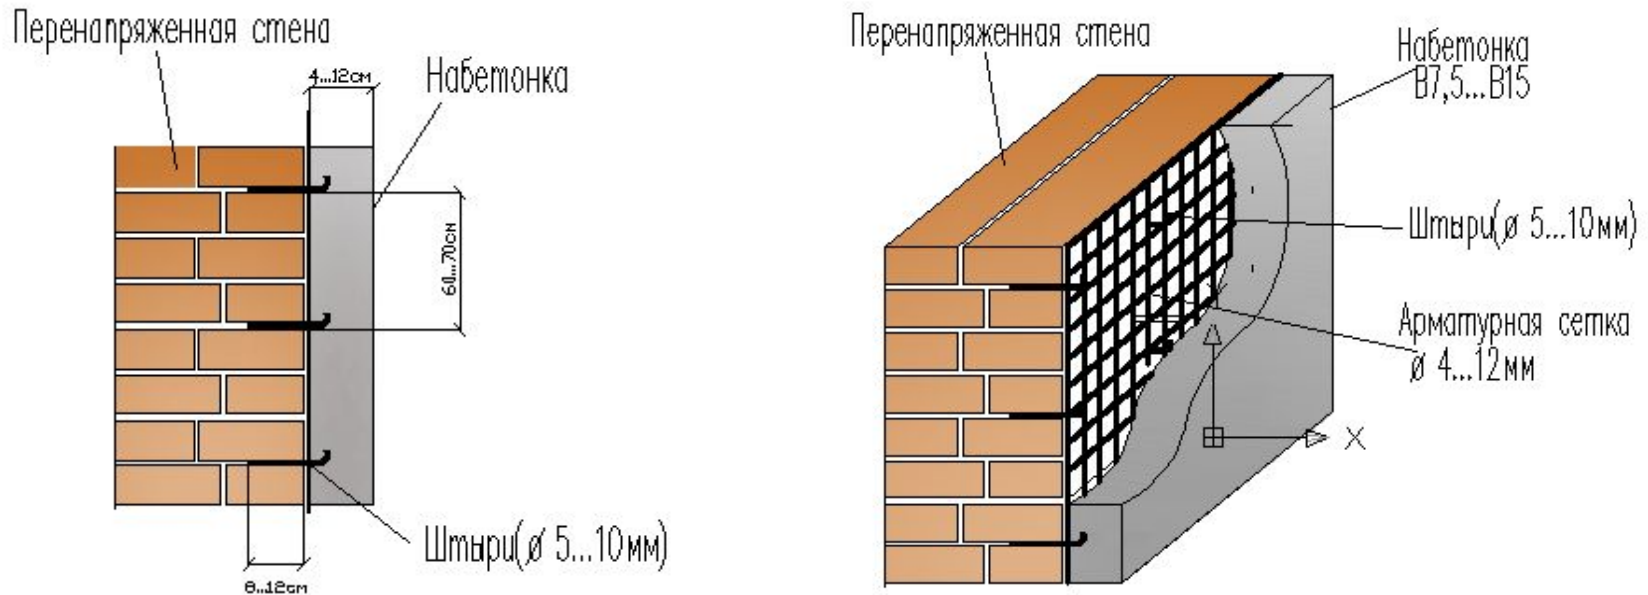 Перенапряженная стена
4...12см
Набетонка
60...70см
Штыри(ø 5...10мм)
8...12см
Перенапряженная стена
Набетонка
В7,5...В15
Штыри(ø 5...10мм)
Арматурная сетка
ø 4...12мм
X